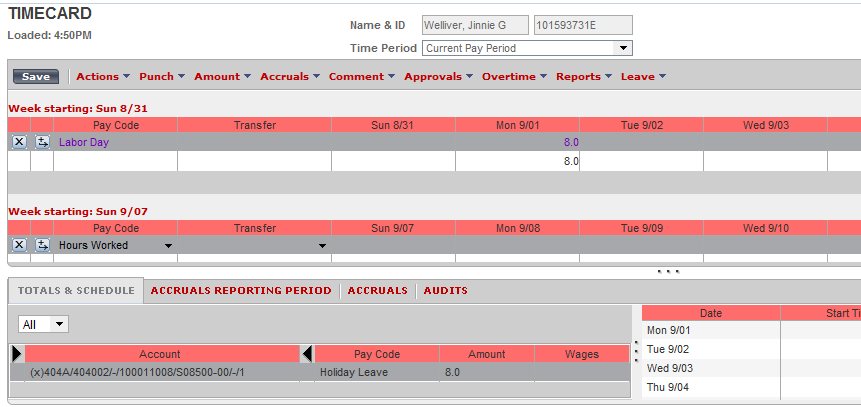 TIMECARD
Loaded: 4:50PM
Name & ID Welliver, Jinnie G 101593731E
Time Period Current Pay Period
Save Actions Punch Amount Accruals Comment Approvals Overtime Reports Leave
Week starting: Sun 8/31
Pay Code Transfer Sun 8/31 Mon 9/01 Tue 9/02 Wed 9/03
Labor Day 8.0
8.0
Week starting: Sun 9/07
Pay Code Transfer Sun 9/07 Mon 9/08 Tue 9/09 Wed 9/10
Hours Worked
TOTALS & SCHEDULE ACCRUALS REPORTING PERIOD ACCRUALS AUDITS
All
Account Pay Code Amount Wages
(x)404A/404002/-/100011008/S08500-00/-/1 Holiday Leave 8.0
Date Start Ti
Mon 9/01
Tue 9/02
Wed 9/03
Thu 9/04